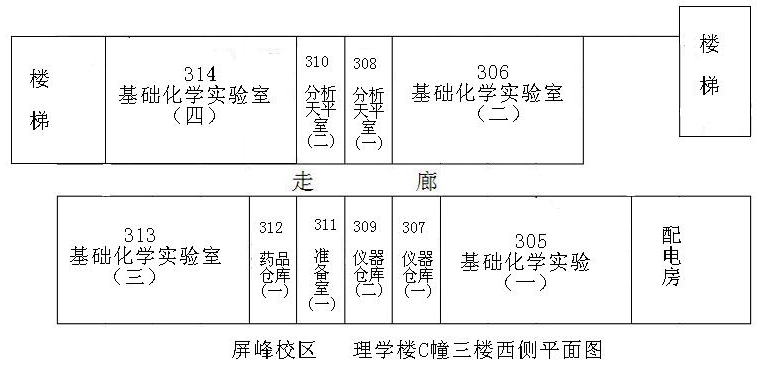 楼梯
314
基础化学实验室
(四)
310
分析天平室(二)
308
分析天平室(一)
306
基础化学实验室
(二)
楼梯
走廊
313
基础化学实验室
(三)
312
药品仓库(一)
311
准备室(一)
309
仪器仓库(二)
307
仪器仓库(一)
305
基础化学实验
(一)
配电房
屏峰校区 理学楼C幢三楼西侧平面图